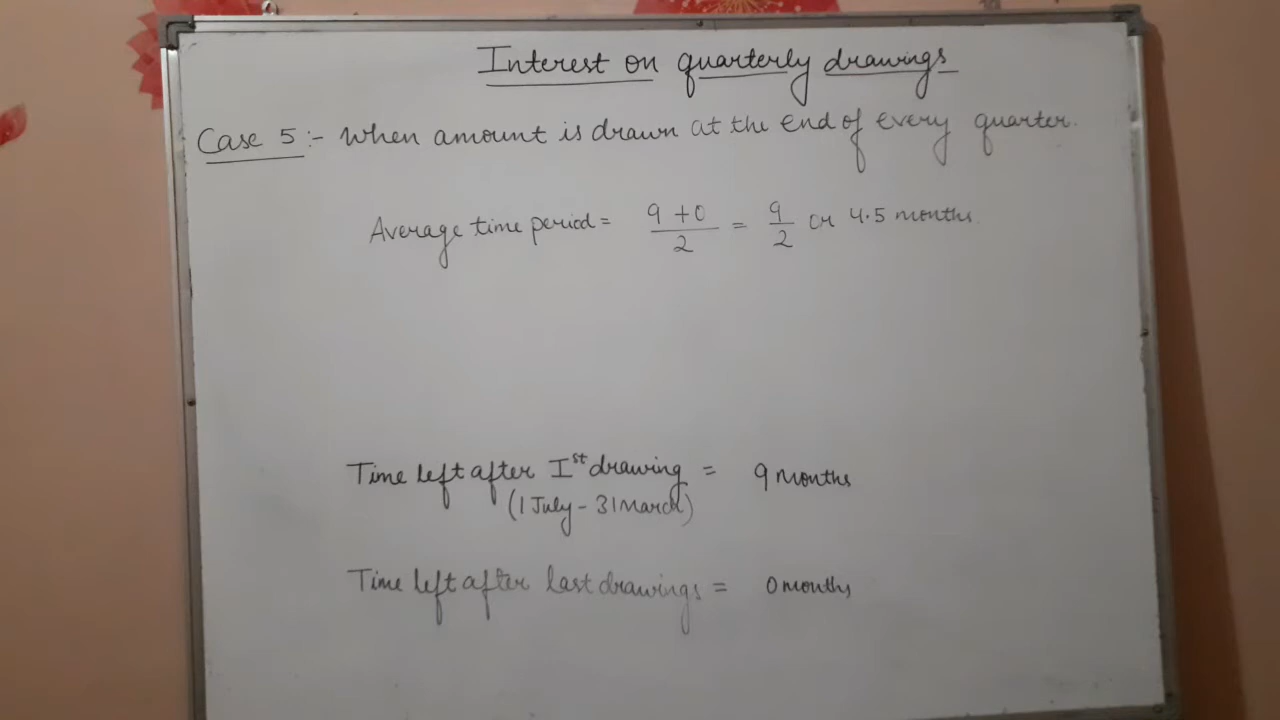 Interest on quarterly drawings
Case 5:- When amount is drawn at the end of every quarter.
Average time period = 9+0/2 = 9/2 or 4.5 months.
Time left after Ist drawing = 9 months
(1 July - 31 March)
Time left after last drawings = 0 months